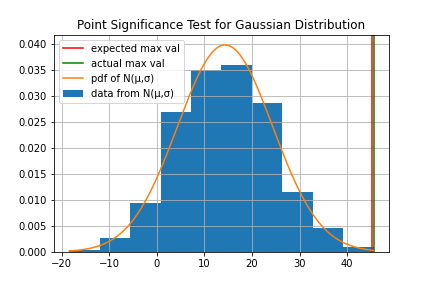 Point Significance Test for Gaussian Distribution
0.040
0.035
0.030
0.025
0.020
0.015
0.010
0.005
0.000
expected max val
actual max val
pdf of N(μ,σ)
data from N(μ,σ)
−20 −10 0 10 20 30 40